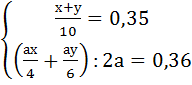 { (x+y)/10 = 0,35
(ax/4 + ay/6) : 2a = 0,36